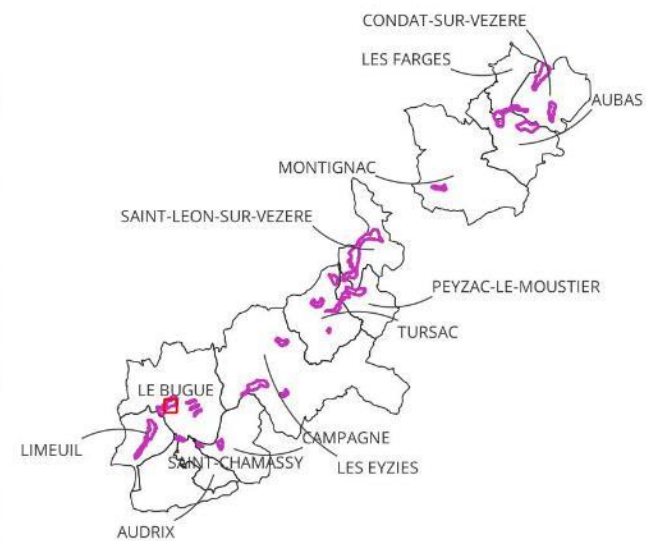 CONDAT-SUR-VEZERE
LES FARGES
AUBAS
MONTIGNAC
SAINT-LEON-SUR-VEZERE
PEYZAC-LE-MOUSTIER
TURSAC
LE BUGUE
CAMPAGNE
LIMEUIL
SAINT-CHAMASSY
LES EYZIES
AUDRIX